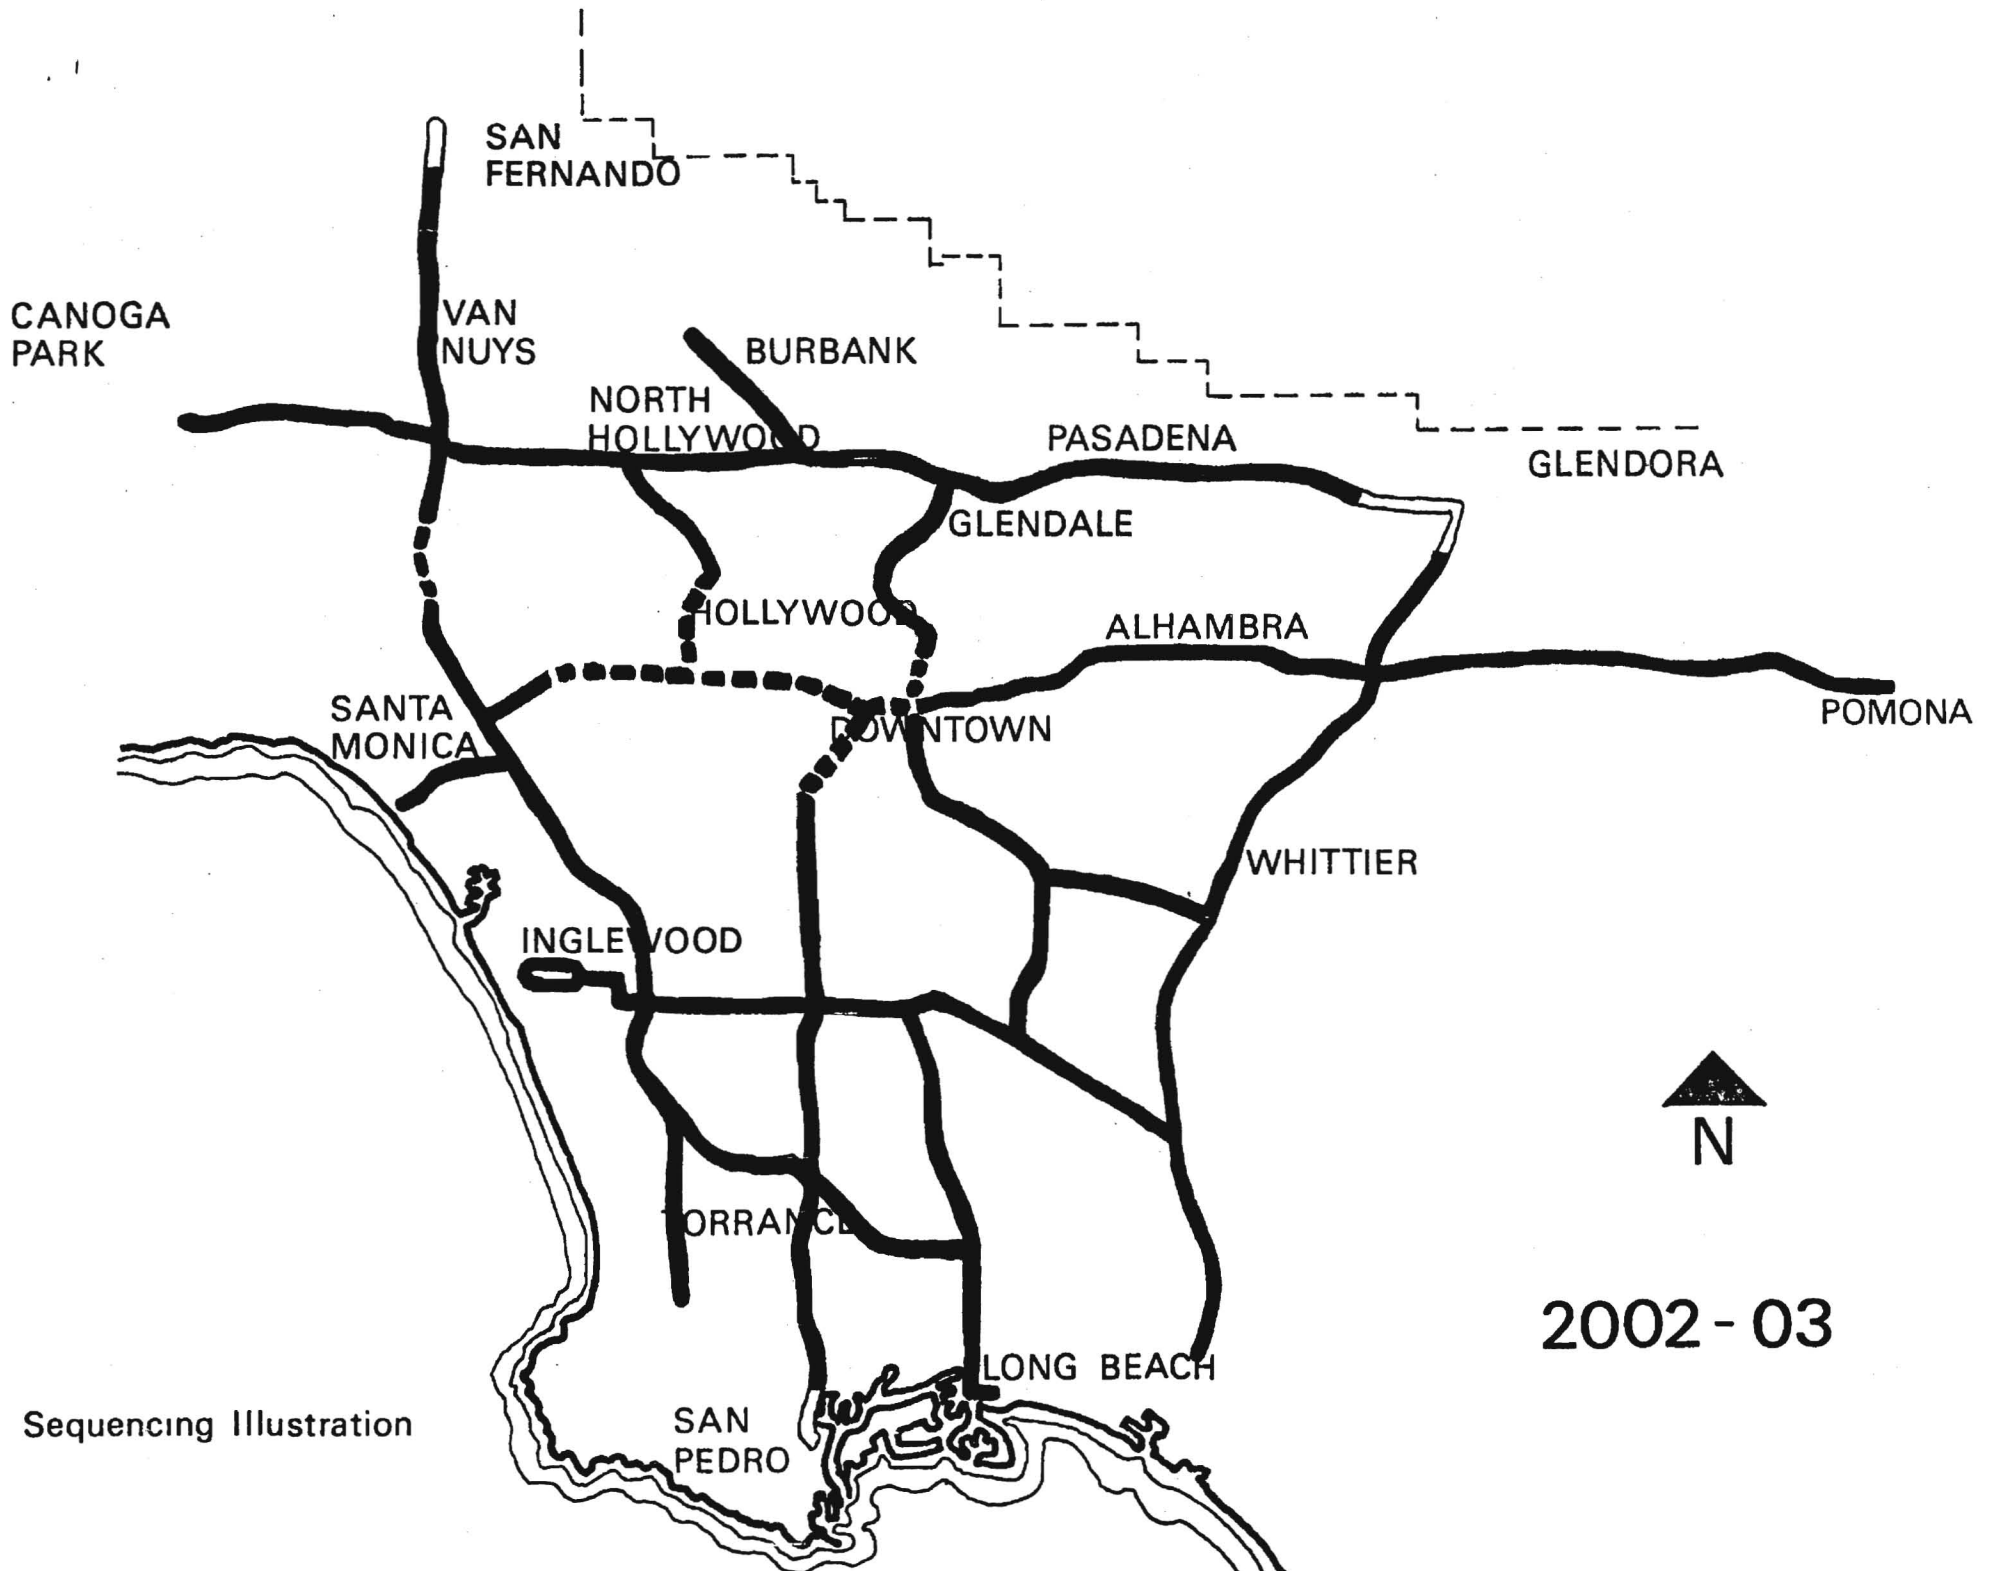 SAN
FERNANDO
CANOGA
PARK
VAN
NUYS
BURBANK
NORTH
HOLLYWOOD
PASADENA
GLENDORA
GLENDALE
HOLLYWOOD
ALHAMBRA
SANTA
MONICA
DOWNTOWN
POMONA
WHITTIER
INGLEWOOD
N
TORRANCE
2002-03
LONG BEACH
SAN
PEDRO
Sequencing Illustration